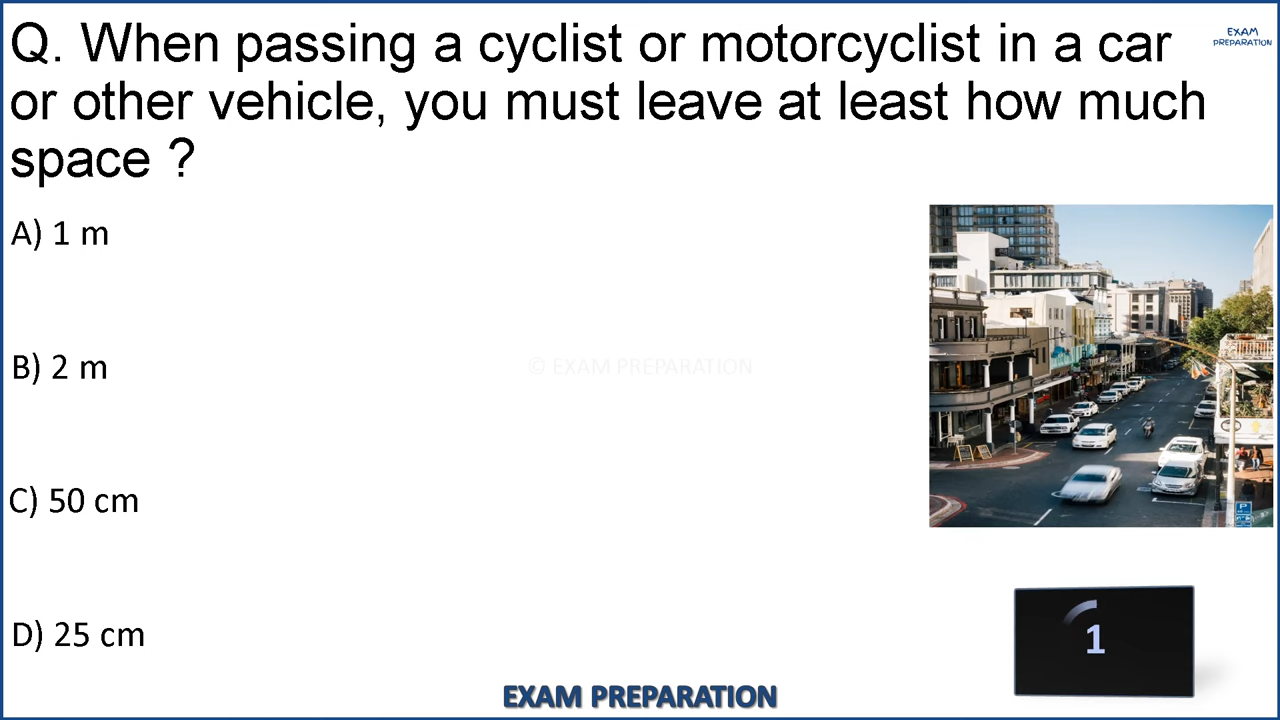 Q. When passing a cyclist or motorcyclist in a car
or other vehicle, you must leave at least how much
space ?
EXAM
PREPARATION
A) 1 m
B) 2 m
© EXAM PREPARATION
C) 50 cm
D) 25 cm
P
1
EXAM PREPARATION